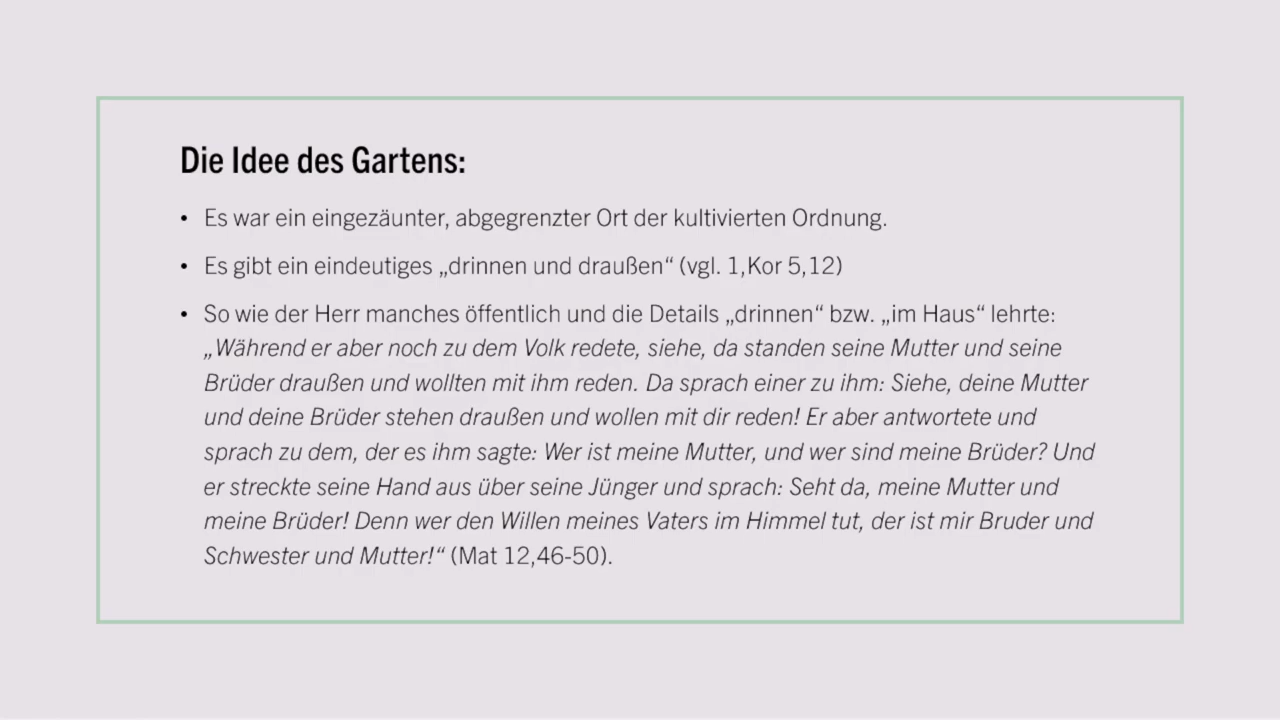 Die Idee des Gartens:
• Es war ein eingezäunter, abgegrenzter Ort der kultivierten Ordnung.
• Es gibt ein eindeutiges „drinnen und draußen“ (vgl. 1,Kor 5,12)
• So wie der Herr manches öffentlich und die Details „drinnen“ bzw. „im Haus“ lehrte:
„Während er aber noch zu dem Volk redete, siehe, da standen seine Mutter und seine
Brüder draußen und wollten mit ihm reden. Da sprach einer zu ihm: Siehe, deine Mutter
und deine Brüder stehen draußen und wollen mit dir reden! Er aber antwortete und
sprach zu dem, der es ihm sagte: Wer ist meine Mutter, und wer sind meine Brüder? Und
er streckte seine Hand aus über seine Jünger und sprach: Seht da, meine Mutter und
meine Brüder! Denn wer den Willen meines Vaters im Himmel tut, der ist mir Bruder und
Schwester und Mutter!“ (Mat 12,46-50).